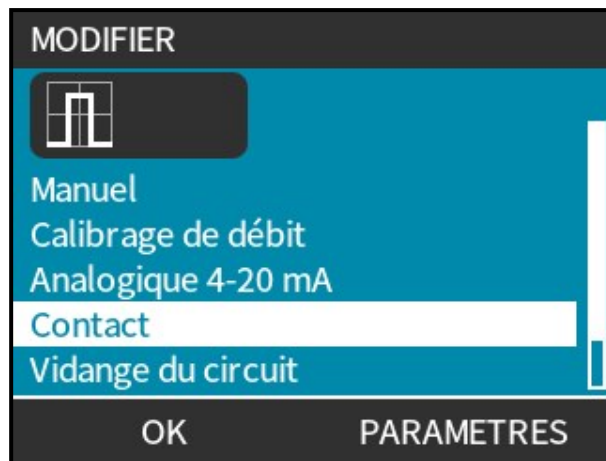 MODIFIER
Manuel
Calibrage de débit
Analogique 4-20 mA
Contact
Vidange du circuit
OK PARAMETRES